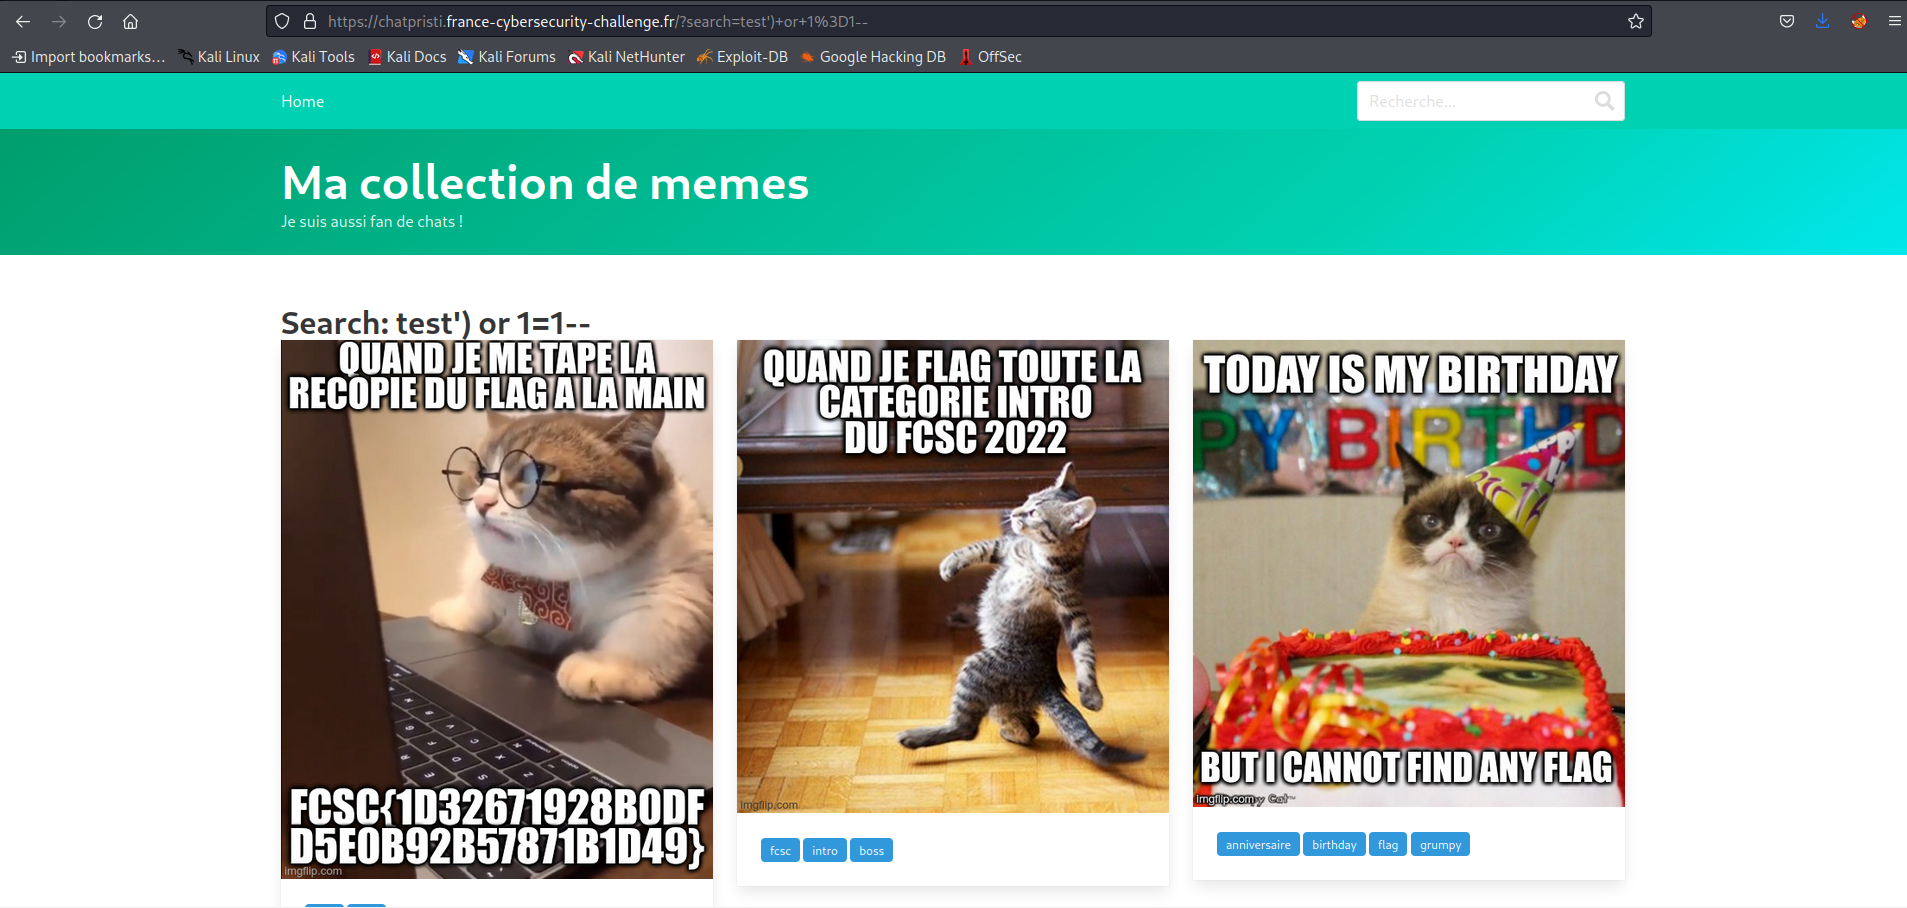 https://chatpristi.france-cybersecurity-challenge.fr/?search=test')+or+1%3D1--
Import bookmarks... Kali Linux Kali Tools Kali Docs Kali Forums Kali NetHunter Exploit-DB Google Hacking DB OffSec
Home
Recherche...
Ma collection de memes
Je suis aussi fan de chats !
Search: test') or 1=1--
QUAND JE ME TAPE LA
RECOPIE DU FLAG A LA MAIN
FCSC{1D32671928B0DF
D5E0B92B57871B1D49}
imgflip.com
QUAND JE FLAG TOUTE LA
CATEGORIE INTRO
DU FCSC 2022
imgflip.com
fcsc intro boss
TODAY IS MY BIRTHDAY
PY BIRTHD
BUT I CANNOT FIND ANY FLAG
imgflip.com
anniversaire birthday flag grumpy